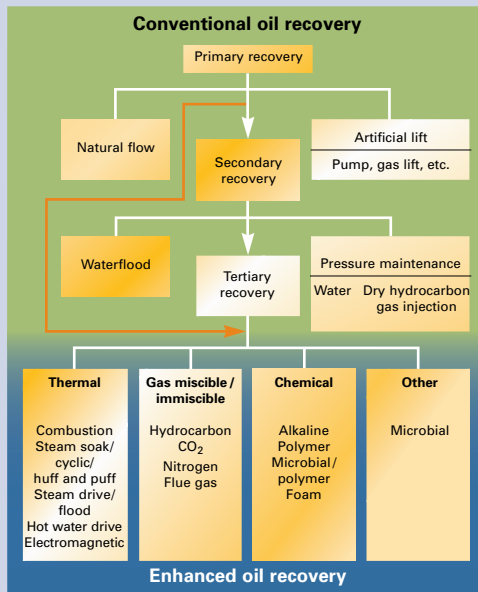 Conventional oil recovery
Primary recovery
Natural flow
Secondary
recovery
Artificial lift
Pump, gas lift, etc.
Waterflood
Tertiary
recovery
Pressure maintenance
Water Dry hydrocarbon
gas injection
Thermal
Combustion
Steam soak/
cyclic/
huff and puff
Steam drive/
flood
Hot water drive
Electromagnetic
Gas miscible/
immiscible
Hydrocarbon
CO₂
Nitrogen
Flue gas
Chemical
Alkaline
Polymer
Microbial/
polymer
Foam
Other
Microbial
Enhanced oil recovery